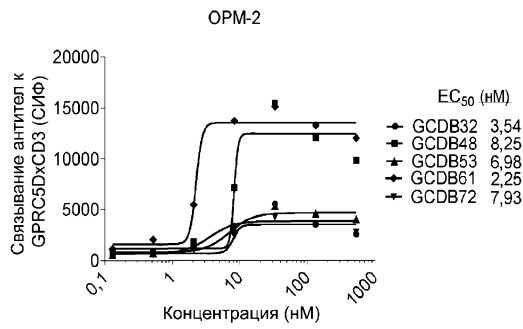 OPM-2
Связывание антител к
GPRC5DxCD3 (СИФ)
20000
15000
10000
5000
0
0,1
1
10
100
1000
Концентрация (нМ)
EC50 (нМ)
GCDB32 3,54
GCDB48 8,25
GCDB53 6,98
GCDB61 2,25
GCDB72 7,93